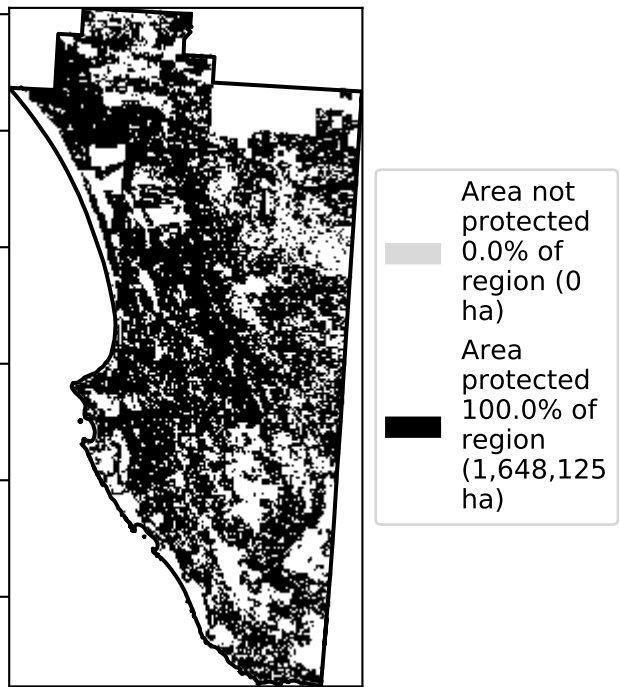 Area not
protected
0.0% of
region (0
ha)
Area
protected
100.0% of
region
(1,648,125
ha)